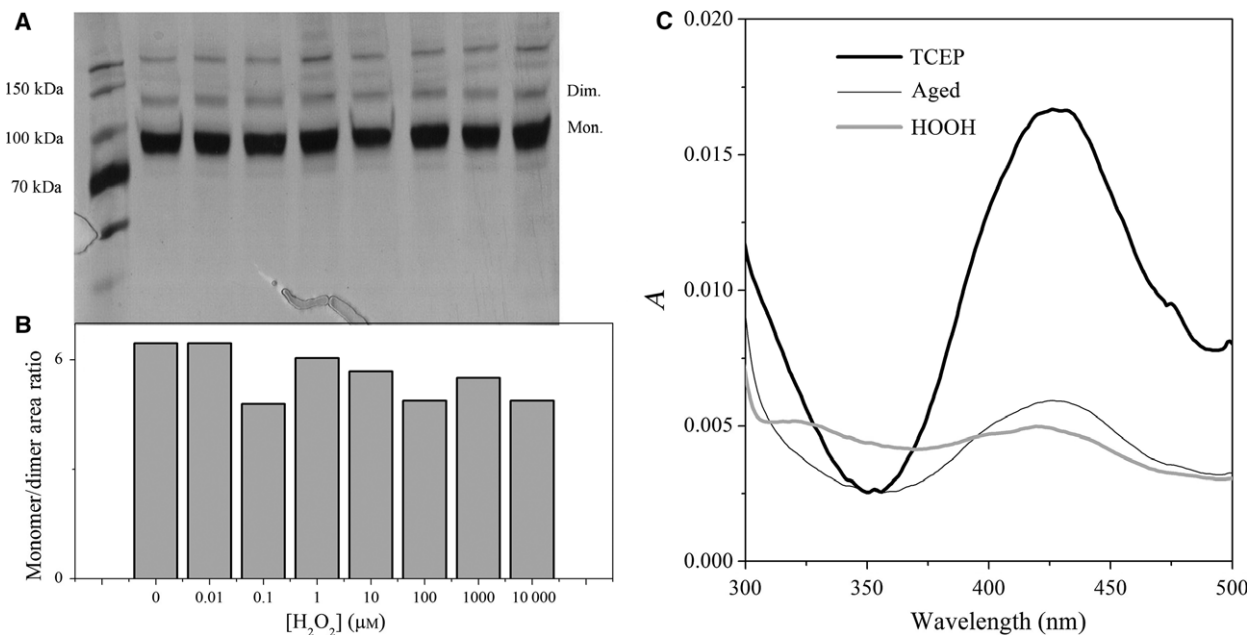 A
150 kDa
100 kDa
70 kDa
Dim.
Mon.
B
Monomer/dimer area ratio
6
0
0 0.01 0.1 1 10 100 1000 10 000
[H₂O₂] (μM)
C
A
0.020
0.015
0.010
0.005
0.000
TCEP
Aged
HOOH
300 350 400 450 500
Wavelength (nm)